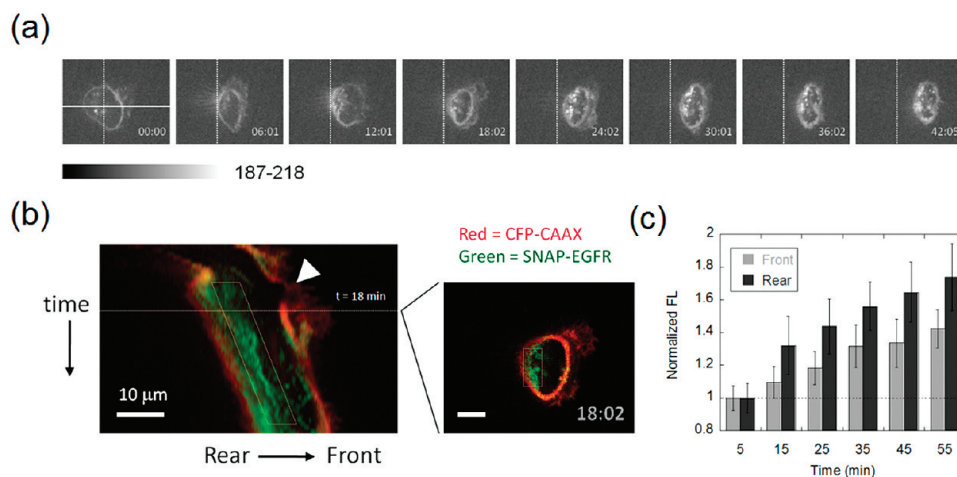 (a)
00:00
06:01
12:01
18:02
24:02
30:01
36:02
42:05
187-218
(b)
Red = CFP-CAAX
Green = SNAP-EGFR
time
t = 18 min
10 μm
18:02
Rear
Front
(c)
Normalized FL
2
1.8
1.6
1.4
1.2
1
0.8
Front
Rear
5 15 25 35 45 55
Time (min)